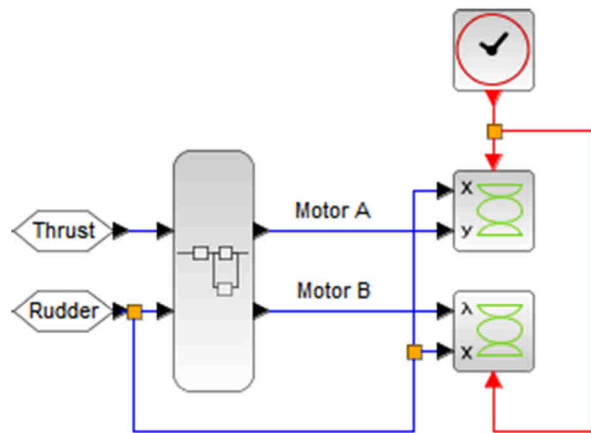 X
Motor A
Thrust
y
Motor B
Rudder
λ
X